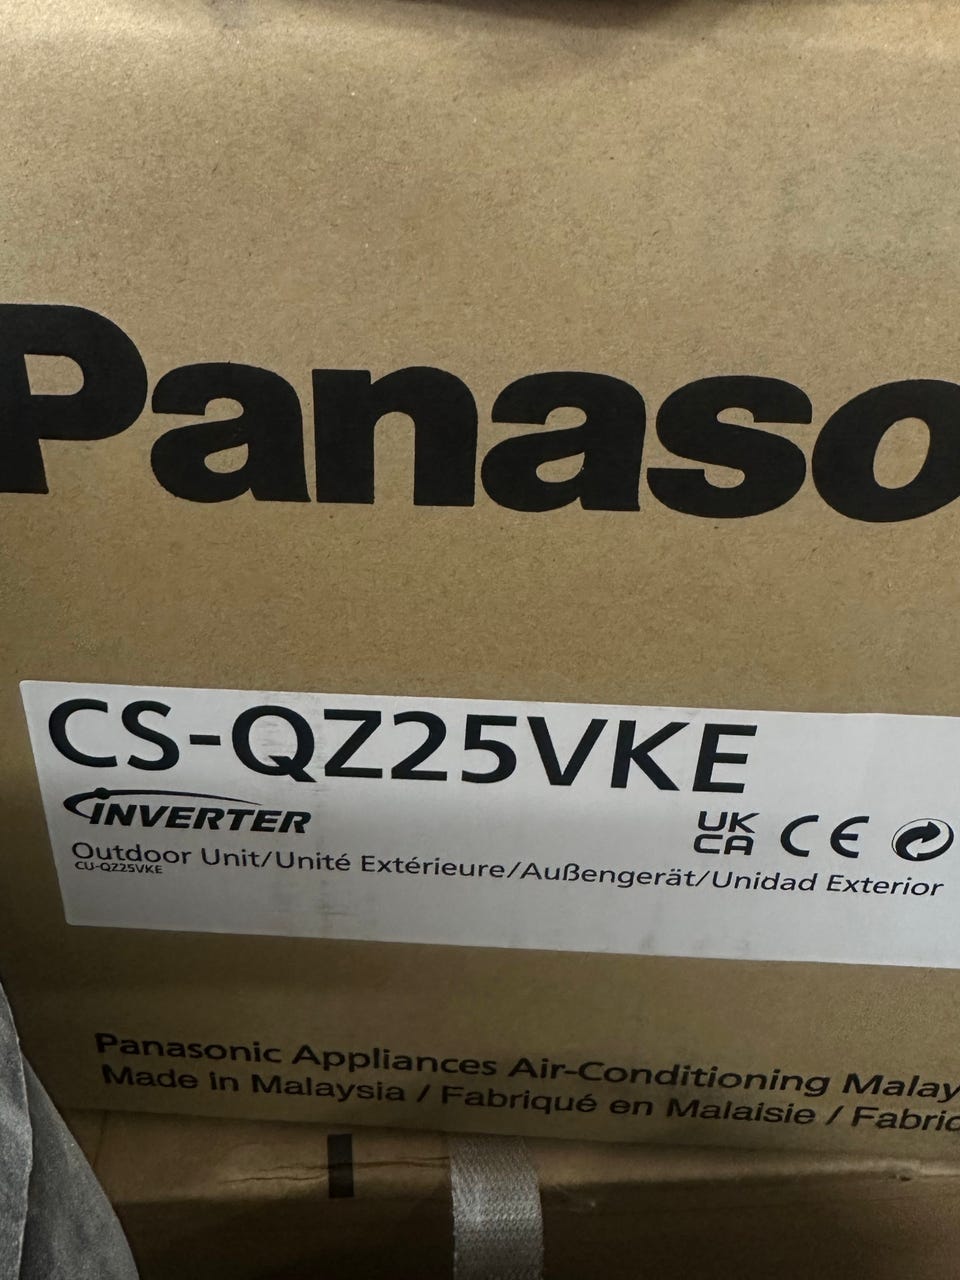 Panaso
CS-QZ25VKE
INVERTER
UK
CA CE
Outdoor Unit/Unité Extérieure/Außengerät/Unidad Exterior
CU-QZ25VKE
Panasonic Appliances Air-Conditioning Malay
Made in Malaysia / Fabriqué en Malaisie / Fabric